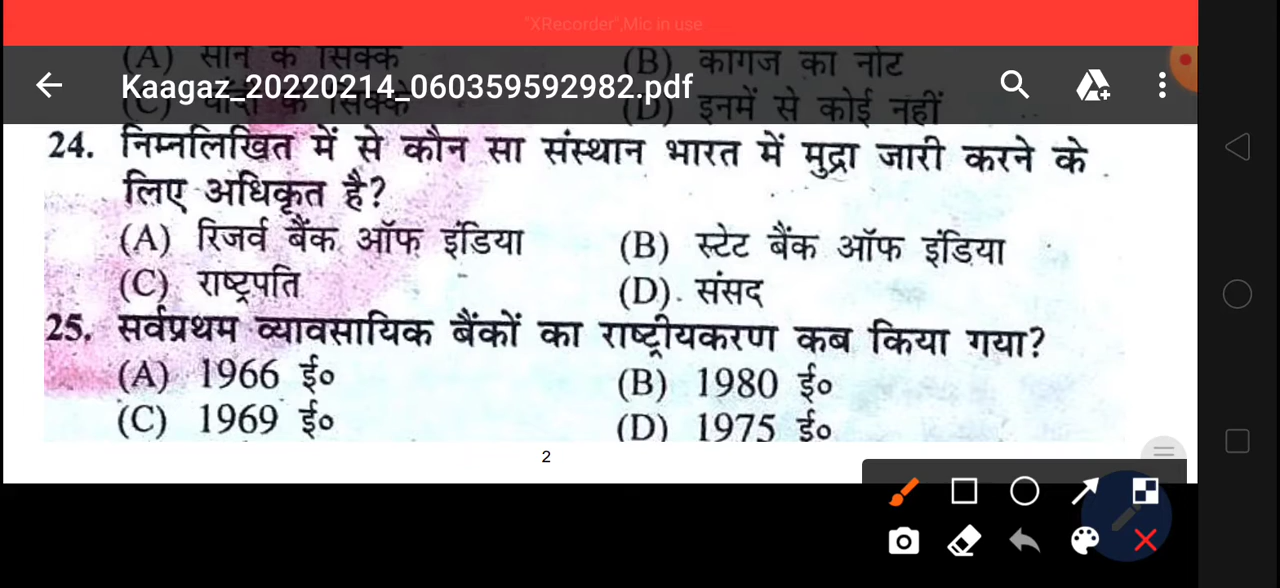 "XRecorder",Mic in use
(A) सोने के सिक्के (B) कागज का नोट
Kaagaz_20220214_060359592982.pdf
(C) चाँदी के सिक्के (D) इनमें से कोई नहीं
24. निम्नलिखित में से कौन सा संस्थान भारत में मुद्रा जारी करने के
लिए अधिकृत है?
(A) रिजर्व बैंक ऑफ इंडिया (B) स्टेट बैंक ऑफ इंडिया
(C) राष्ट्रपति (D). संसद
25. सर्वप्रथम व्यावसायिक बैंकों का राष्ट्रीयकरण कब किया गया?
(A) 1966 ई० (B) 1980 ई०
(C) 1969 ई० (D) 1975 ई०
2